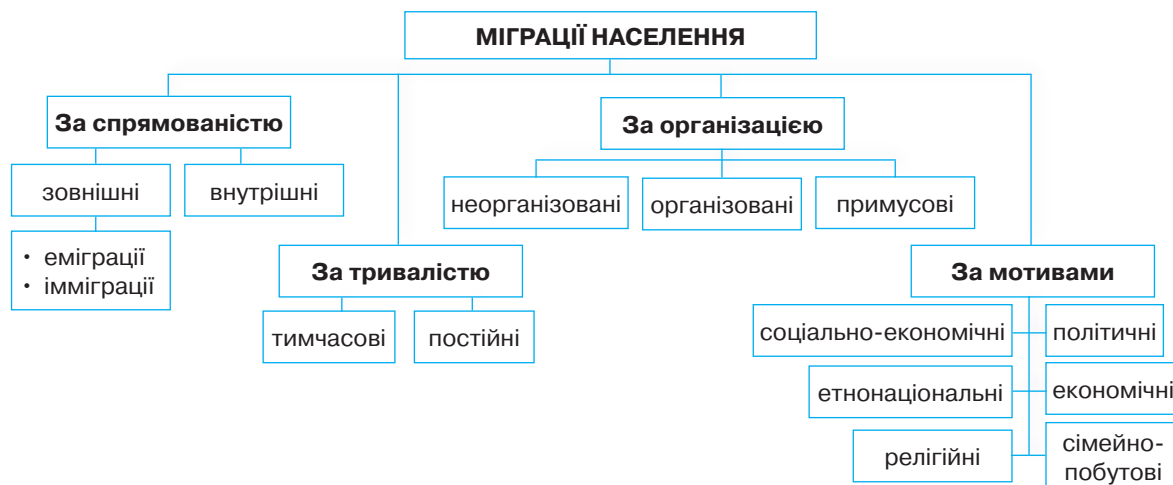 МІГРАЦІЇ НАСЕЛЕННЯ
За спрямованістю
зовнішні
внутрішні
• еміграції
• імміграції
За тривалістю
тимчасові
постійні
За організацією
неорганізовані
організовані
примусові
За мотивами
соціально-економічні
політичні
етнонаціональні
економічні
релігійні
сімейно-
побутові